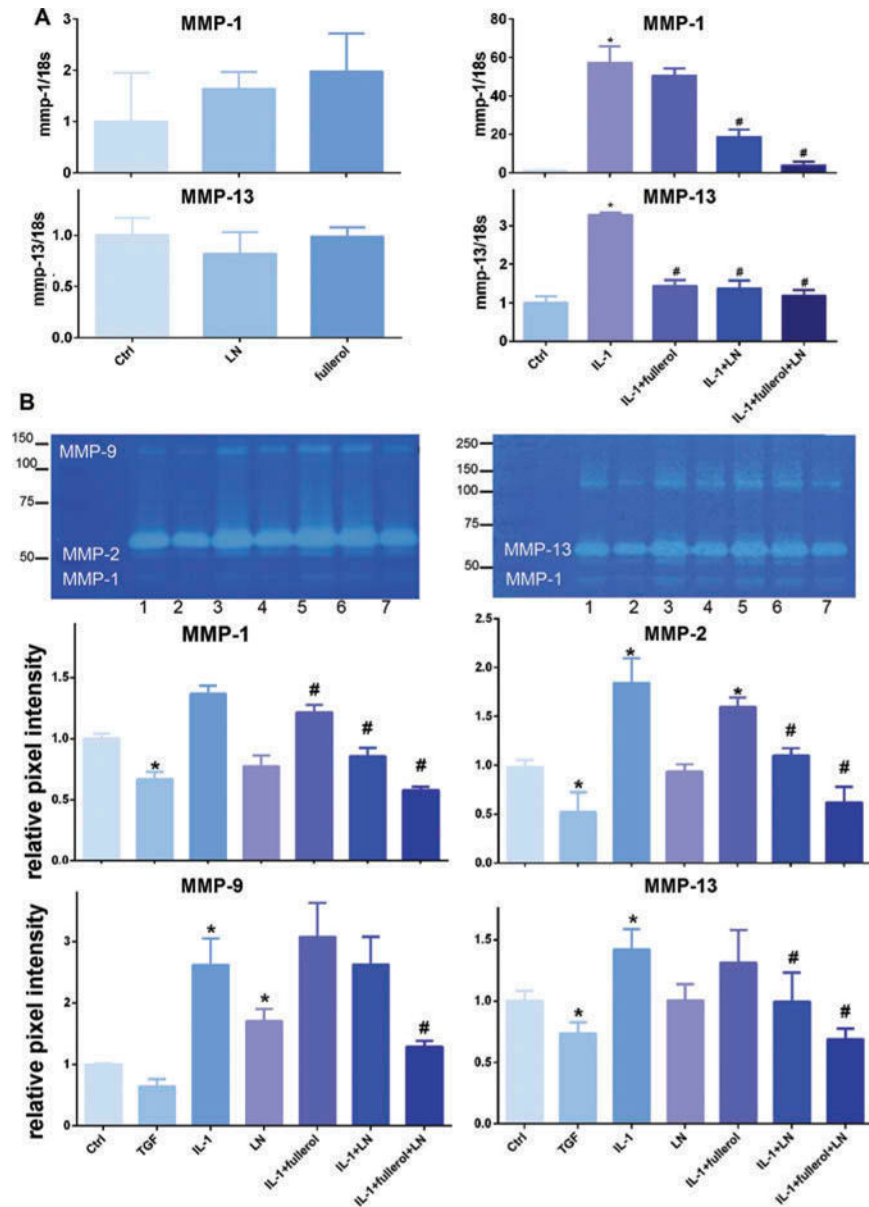 A
MMP-1
mmp-1/18s
3
2
1
0
MMP-1
mmp-1/18s
80
60
40
20
0
*
#
#
MMP-13
mmp-13/18s
1.0
0.5
0.0
Ctrl
LN
fullerol
MMP-13
mmp-13/18s
3
2
1
0
*
#
#
#
Ctrl
IL-1
IL-1+fullerol
IL-1+LN
IL-1+fullerol+LN
B
150
100
75
50
MMP-9
MMP-2
MMP-1
1 2 3 4 5 6 7
250
150
100
75
50
MMP-13
MMP-1
1 2 3 4 5 6 7
MMP-1
relative pixel intensity
1.5
1.0
0.5
0.0
*
#
#
#
MMP-2
2.0
1.5
1.0
0.5
0.0
*
*
*
#
#
MMP-9
relative pixel intensity
3
2
1
0
*
*
#
Ctrl
TGF
IL-1
LN
IL-1+fullerol
IL-1+LN
IL-1+fullerol+LN
MMP-13
1.5
1.0
0.5
0.0
*
*
#
#
Ctrl
TGF
IL-1
LN
IL-1+fullerol
IL-1+LN
IL-1+fullerol+LN